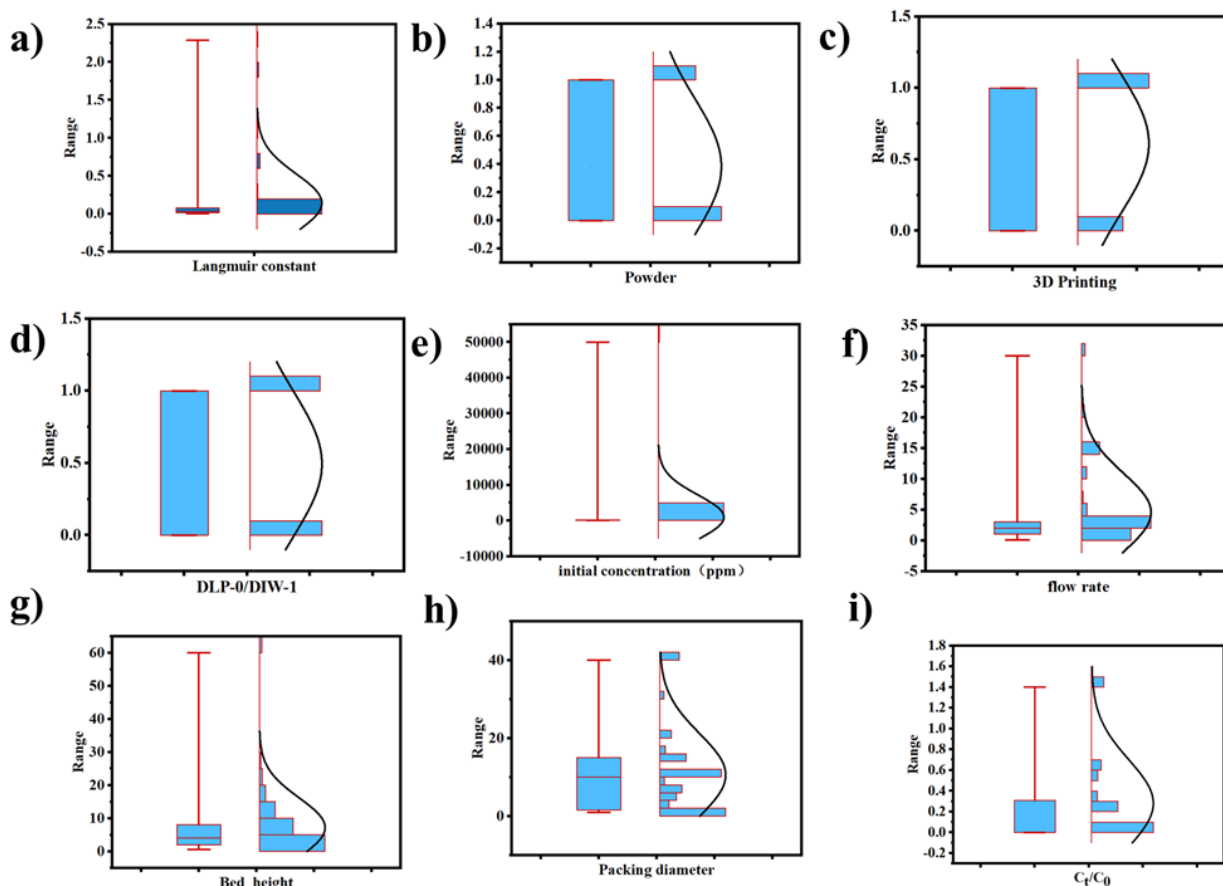 a)
2.5
2.0
1.5
1.0
0.5
0.0
-0.5
Range
Langmuir constant
b)
1.4
1.2
1.0
0.8
0.6
0.4
0.2
0.0
-0.2
Range
Powder
c)
1.5
1.0
0.5
0.0
Range
3D Printing
d)
1.5
1.0
0.5
0.0
Range
DLP-0/DIW-1
e)
50000
40000
30000
20000
10000
0
-10000
Range
initial concentration（ppm）
f)
35
30
25
20
15
10
5
0
-5
Range
flow rate
g)
60
50
40
30
20
10
0
Range
Bed height
h)
40
20
0
Range
Packing diameter
i)
1.8
1.6
1.4
1.2
1.0
0.8
0.6
0.4
0.2
0.0
-0.2
Range
Ct/C0